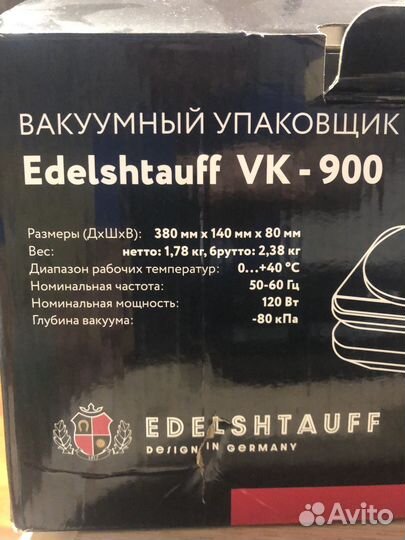 ВАКУУМНЫЙ УПАКОВЩИК
Edelshtauff VK - 900
Размеры (ДхШхВ): 380 мм х 140 мм х 80 мм
Вес: нетто: 1,78 кг, брутто: 2,38 кг
Диапазон рабочих температур: 0...+40 °C
Номинальная частота: 50-60 Гц
Номинальная мощность: 120 Вт
Глубина вакуума: -80 кПа
EDELSHTAUFF
DESIGN IN GERMANY
Avito